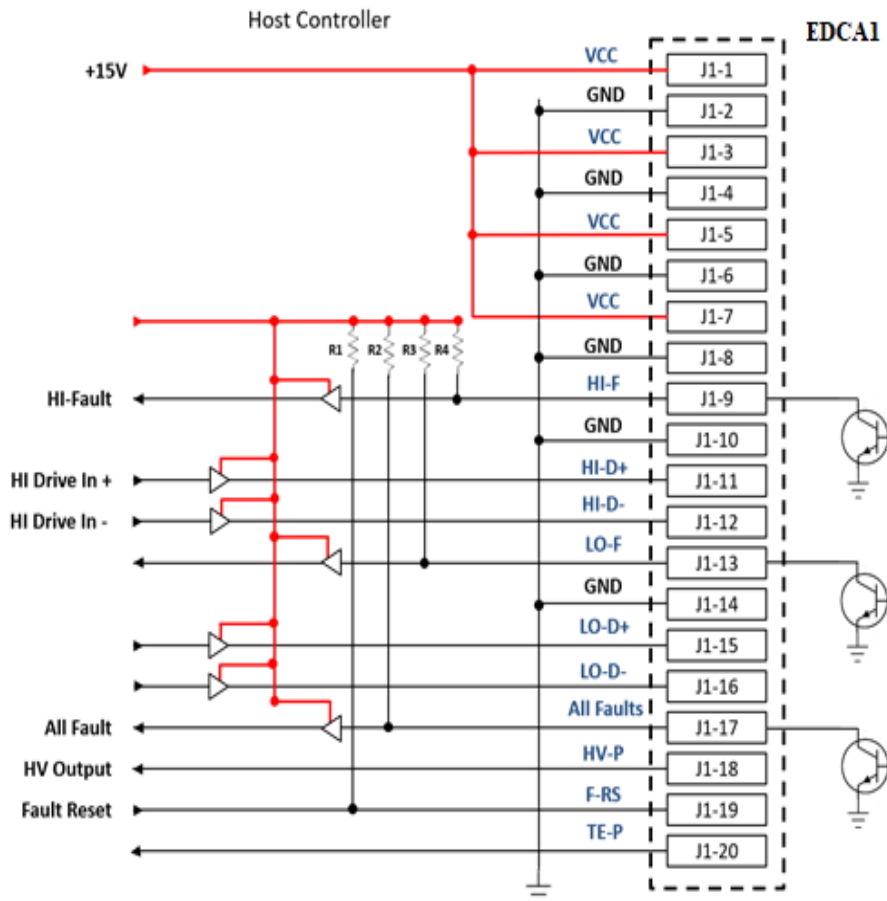 Host Controller
EDCA1
+15V
VCC
J1-1
GND
J1-2
VCC
J1-3
GND
J1-4
VCC
J1-5
GND
J1-6
VCC
J1-7
R1 R2 R3 R4
GND
J1-8
HI-Fault
HI-F
J1-9
GND
J1-10
HI Drive In +
HI-D+
J1-11
HI Drive In -
HI-D-
J1-12
LO-F
J1-13
GND
J1-14
LO-D+
J1-15
LO-D-
J1-16
All Fault
All Faults
J1-17
HV Output
HV-P
J1-18
Fault Reset
F-RS
J1-19
TE-P
J1-20